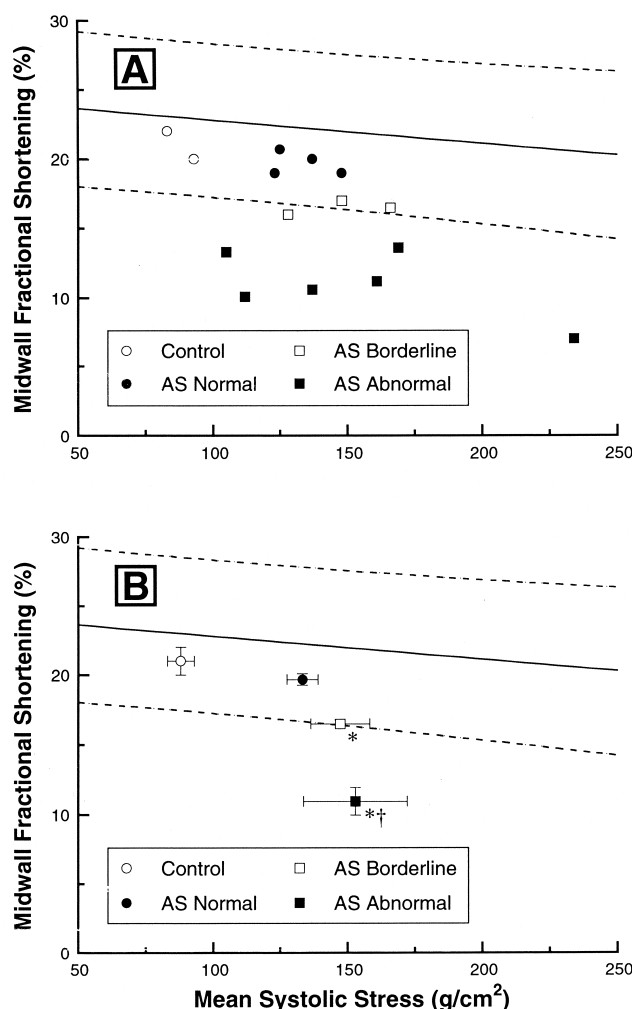 30
A
20
10
0
Midwall Fractional Shortening (%)
Control
AS Borderline
AS Normal
AS Abnormal
50
100
150
200
250
30
B
20
10
0
Midwall Fractional Shortening (%)
*
*†
Control
AS Borderline
AS Normal
AS Abnormal
50
100
150
200
250
Mean Systolic Stress (g/cm²)